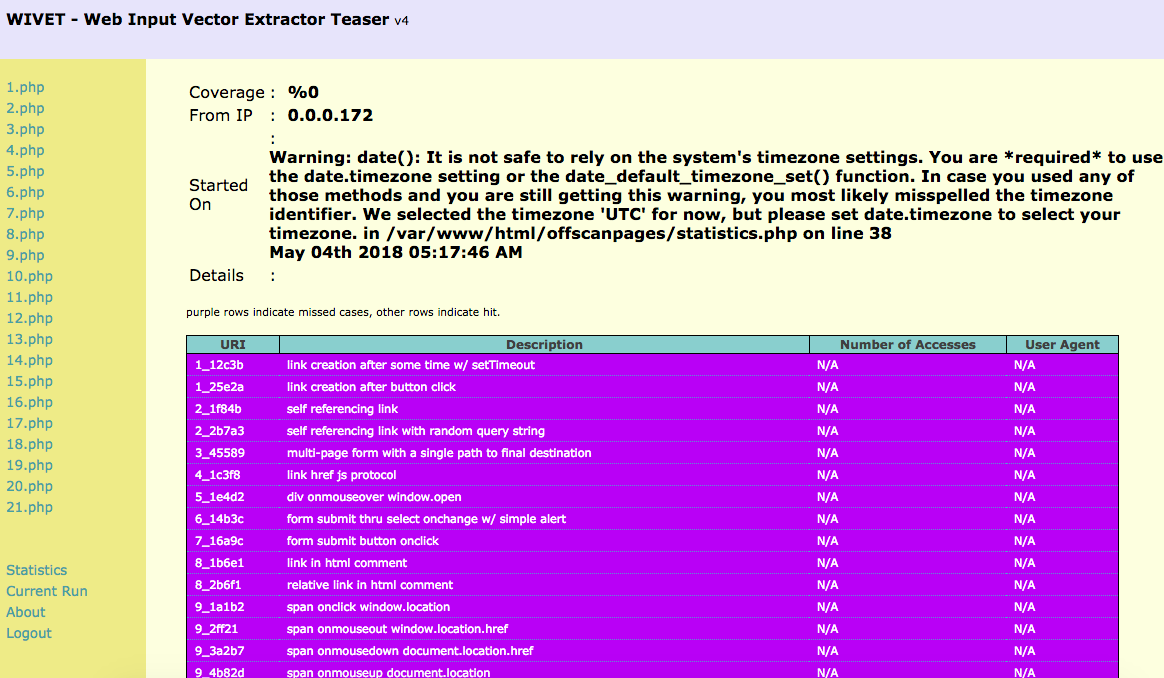 WIVET - Web Input Vector Extractor Teaser v4
1.php
2.php
3.php
4.php
5.php
6.php
7.php
8.php
9.php
10.php
11.php
12.php
13.php
14.php
15.php
16.php
17.php
18.php
19.php
20.php
21.php
Statistics
Current Run
About
Logout
Coverage : %0
From IP : 0.0.0.172
Started On :
Warning: date(): It is not safe to rely on the system's timezone settings. You are *required* to use
the date.timezone setting or the date_default_timezone_set() function. In case you used any of
those methods and you are still getting this warning, you most likely misspelled the timezone
identifier. We selected the timezone 'UTC' for now, but please set date.timezone to select your
timezone. in /var/www/html/offscanpages/statistics.php on line 38
May 04th 2018 05:17:46 AM
Details :
purple rows indicate missed cases, other rows indicate hit.
URI Description Number of Accesses User Agent
1_12c3b link creation after some time w/ setTimeout N/A N/A
1_25e2a link creation after button click N/A N/A
2_1f84b self referencing link N/A N/A
2_2b7a3 self referencing link with random query string N/A N/A
3_45589 multi-page form with a single path to final destination N/A N/A
4_1c3f8 link href js protocol N/A N/A
5_1e4d2 div onmouseover window.open N/A N/A
6_14b3c form submit thru select onchange w/ simple alert N/A N/A
7_16a9c form submit button onclick N/A N/A
8_1b6e1 link in html comment N/A N/A
8_2b6f1 relative link in html comment N/A N/A
9_1a1b2 span onclick window.location N/A N/A
9_2ff21 span onmouseout window.location.href N/A N/A
9_3a2b7 span onmousedown document.location.href N/A N/A
9_4b82d span onmouseup document.location N/A N/A